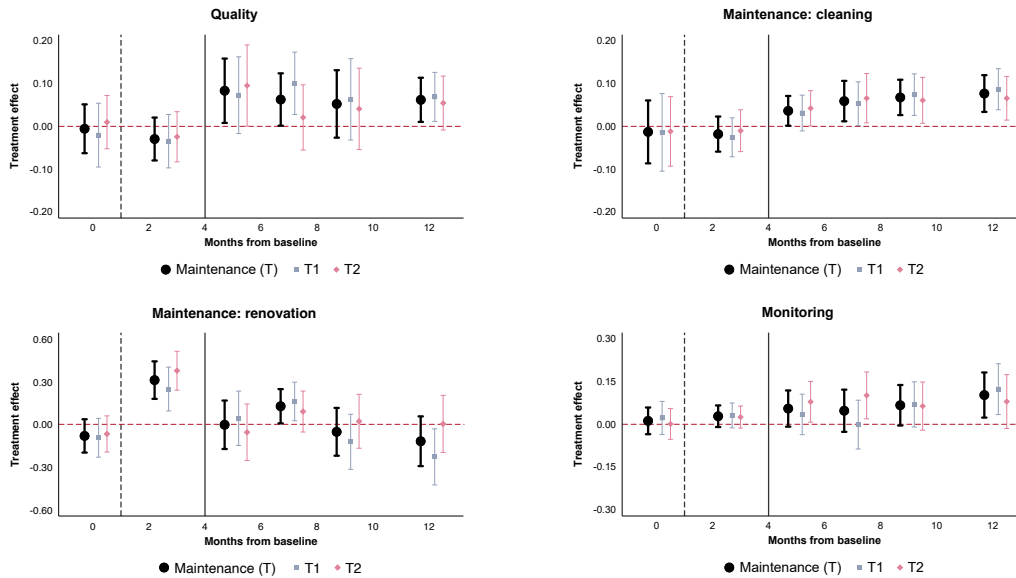 Quality
Treatment effect
0.20
0.10
0.00
-0.10
-0.20
0 2 4 6 8 10 12
Months from baseline
Maintenance (T) T1 T2
Maintenance: cleaning
Treatment effect
0.20
0.10
0.00
-0.10
-0.20
0 2 4 6 8 10 12
Months from baseline
Maintenance (T) T1 T2
Maintenance: renovation
Treatment effect
0.60
0.30
0.00
-0.30
-0.60
0 2 4 6 8 10 12
Months from baseline
Maintenance (T) T1 T2
Monitoring
Treatment effect
0.30
0.15
0.00
-0.15
-0.30
0 2 4 6 8 10 12
Months from baseline
Maintenance (T) T1 T2